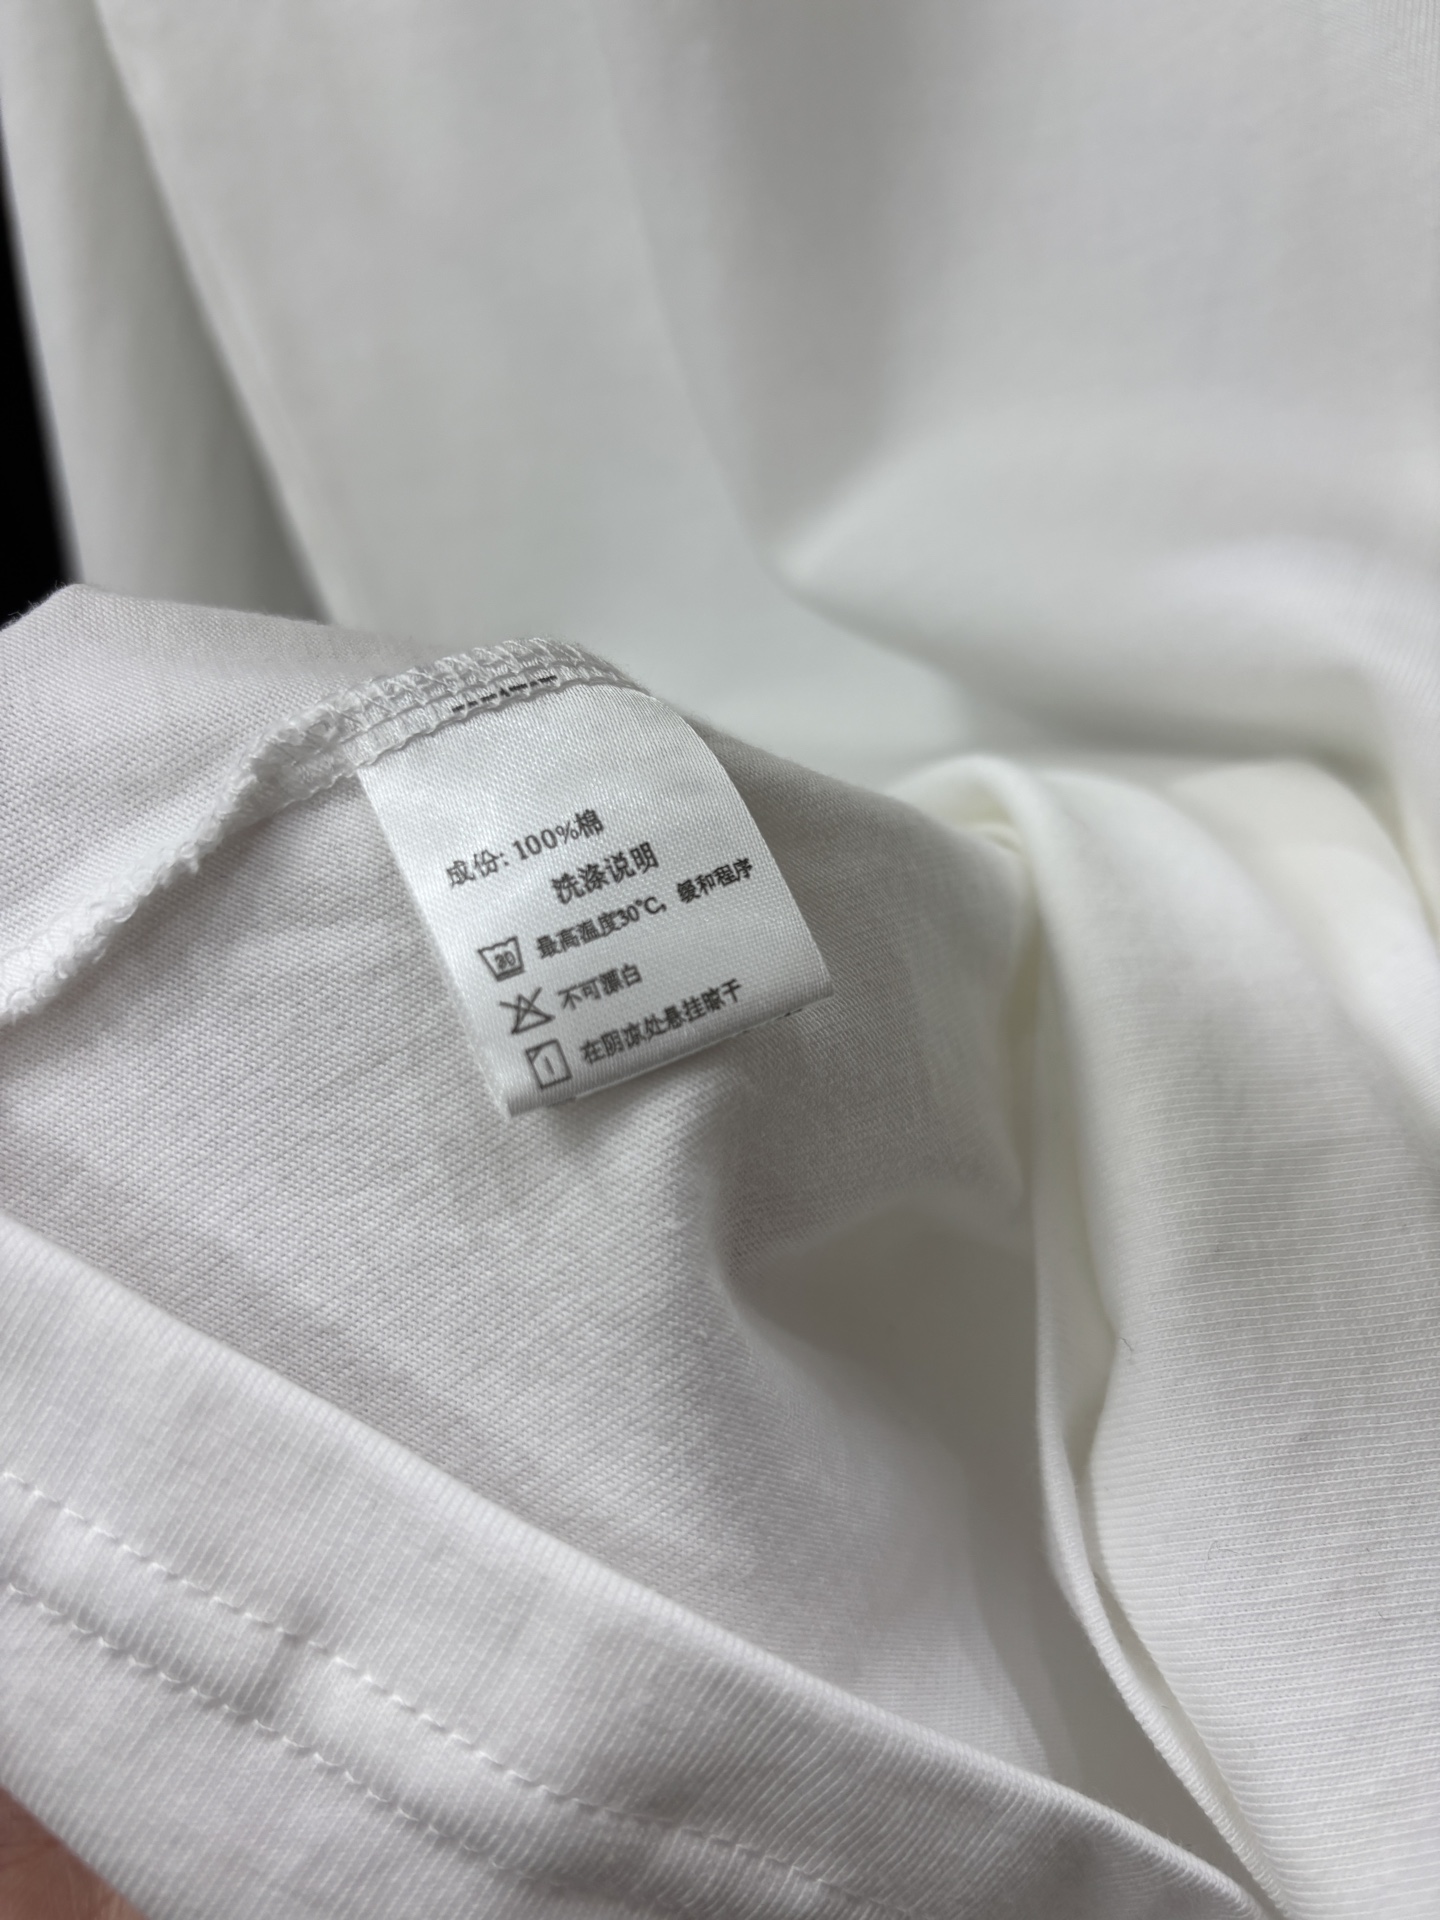 成份: 100%棉
洗涤说明
30 最高温度30°C, 缓和程序
不可漂白
在阴凉处悬挂晾干